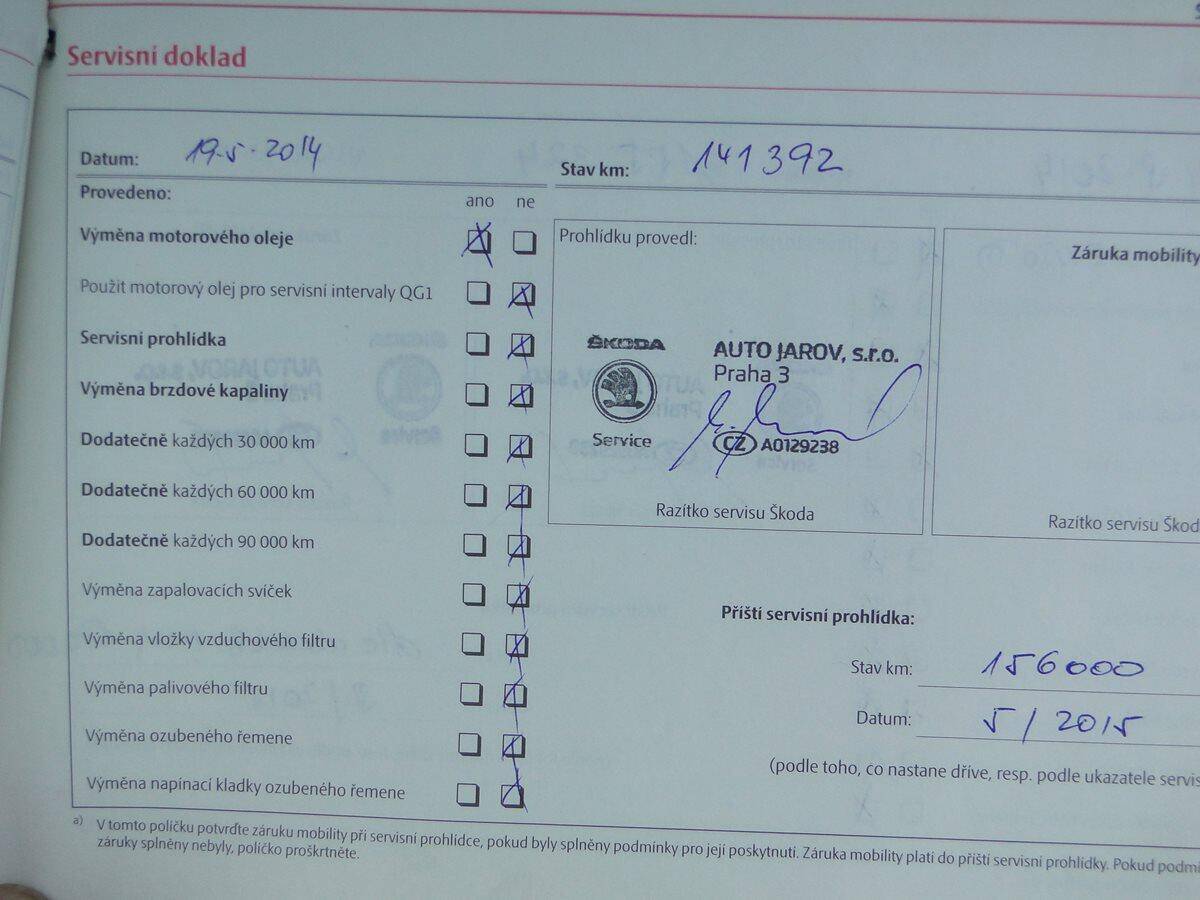 Servisní doklad
Datum: 19.5.2014
Stav km: 141392
Provedeno:
ano ne
Výměna motorového oleje
Použit motorový olej pro servisní intervaly QG1
Servisní prohlídka
Výměna brzdové kapaliny
Dodatečně každých 30 000 km
Dodatečně každých 60 000 km
Dodatečně každých 90 000 km
Výměna zapalovacích svíček
Výměna vložky vzduchového filtru
Výměna palivového filtru
Výměna ozubeného řemene
Výměna napínací kladky ozubeného řemene
Prohlídku provedl:
ŠKODA
Service
AUTO JAROV, s.r.o.
Praha 3
CZ A0129238
Razítko servisu Škoda
Záruka mobility
Razítko servisu Škod
Příští servisní prohlídka:
Stav km: 156000
Datum: 5/2015
(podle toho, co nastane dříve, resp. podle ukazatele servis
a) V tomto políčku potvrďte záruku mobility při servisní prohlídce, pokud byly splněny podmínky pro její poskytnutí. Záruka mobility platí do příští servisní prohlídky. Pokud podmí
záruky splněny nebyly, políčko proškrtněte.